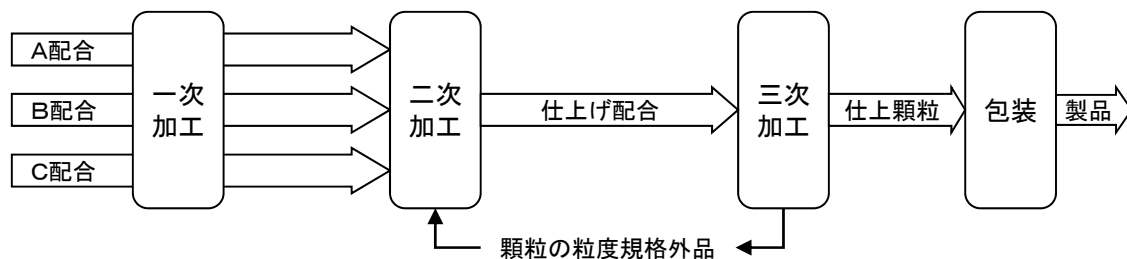 A配合
B配合
C配合
一次
加工
二次
加工
仕上げ配合
三次
加工
仕上顆粒
包装
製品
顆粒の粒度規格外品